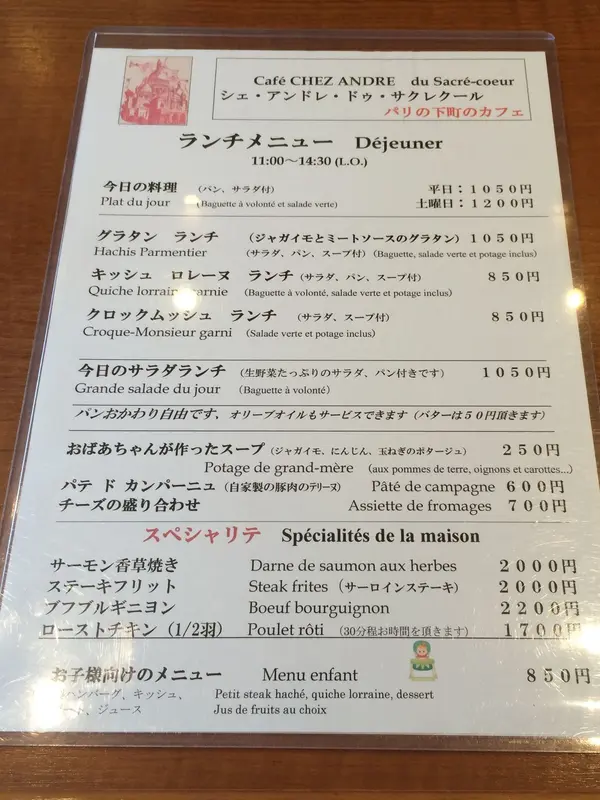 Café CHEZ ANDRE du Sacré-coeur
シェ・アンドレ・ドゥ・サクレクール
パリの下町のカフェ
ランチメニュー Déjeuner
11:00～14:30 (L.O.)
今日の料理 (パン、サラダ付) 平日：1050円
Plat du jour (Baguette à volonté et salade verte) 土曜日：1200円
グラタン ランチ (ジャガイモとミートソースのグラタン) 1050円
Hachis Parmentier (サラダ、パン、スープ付) (Baguette, salade verte et potage inclus)
キッシュ ロレーヌ ランチ (サラダ、パン、スープ付) 850円
Quiche lorraine garnie (Baguette à volonté, salade verte et potage inclus)
クロックムッシュ ランチ (サラダ、スープ付) 850円
Croque-Monsieur garni (Salade verte et potage inclus)
今日のサラダランチ (生野菜たっぷりのサラダ、パン付きです) 1050円
Grande salade du jour (Baguette à volonté)
パンおかわり自由です、オリーブオイルもサービスできます (バターは５０円頂きます)
おばあちゃんが作ったスープ (ジャガイモ、にんじん、玉ねぎのポタージュ) 250円
Potage de grand-mère (aux pommes de terre, oignons et carottes...)
パテ ド カンパーニュ (自家製の豚肉のテリーヌ) Pâté de campagne 600円
チーズの盛り合わせ Assiette de fromages 700円
スペシャリテ Spécialités de la maison
サーモン香草焼き Darne de saumon aux herbes 2000円
ステーキフリット Steak frites (サーロインステーキ) 2000円
ブフブルギニヨン Boeuf bourguignon 2200円
ローストチキン (1/2羽) Poulet rôti (30分程お時間を頂きます) 1700円
お子様向けのメニュー Menu enfant 850円
ハンバーグ、キッシュ、 Petit steak haché, quiche lorraine, dessert
ジュース Jus de fruits au choix